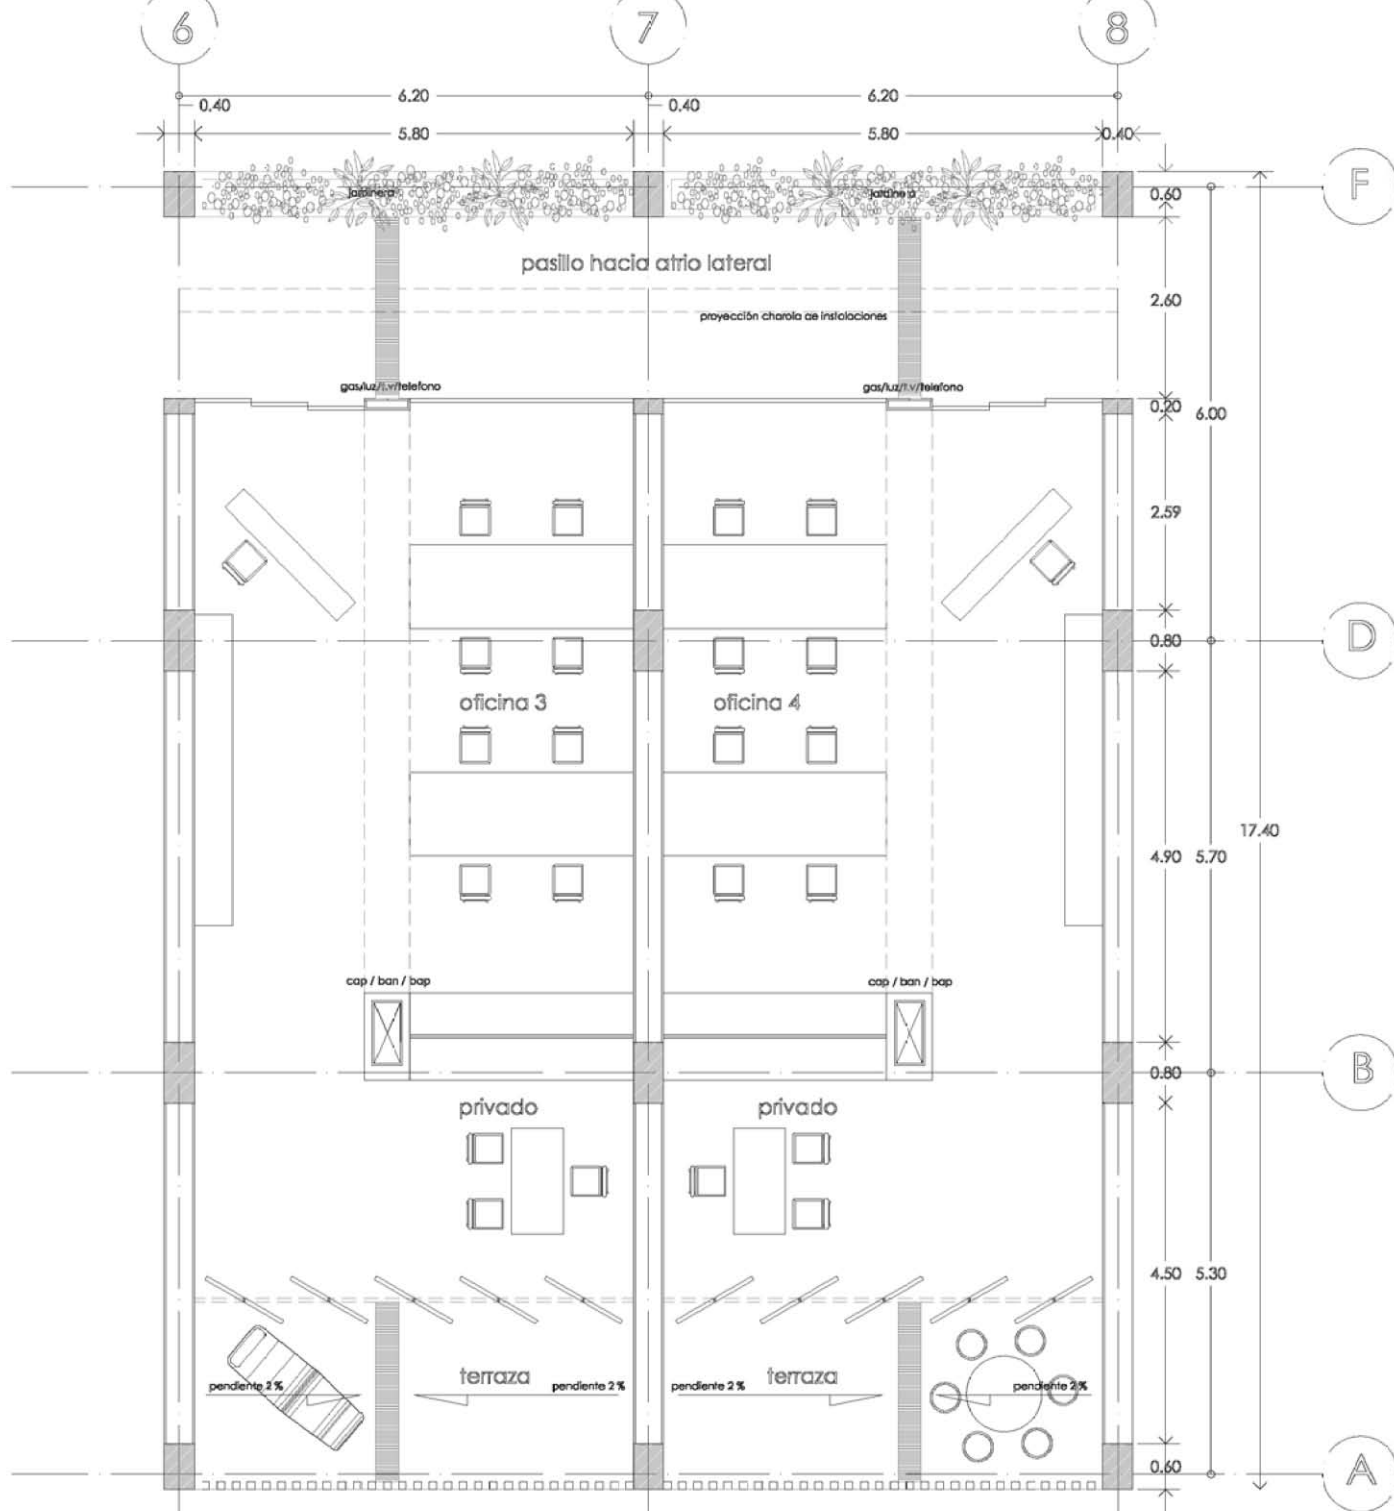 6 7 8
6.20 6.20
0.40 0.40
5.80 5.80 0.40
F
jardinera jardinera 0.60
pasillo hacia atrio lateral
2.60
proyección charola de instalaciones
gas/luz/t.v/telefono gas/luz/t.v/telefono
0.20 6.00
2.59
D
0.80
oficina 3 oficina 4
17.40
4.90 5.70
cap / ban / bap cap / ban / bap
B
0.80
privado privado
4.50 5.30
terraza terraza
pendiente 2 % pendiente 2 % pendiente 2 % pendiente 2 %
A
0.60